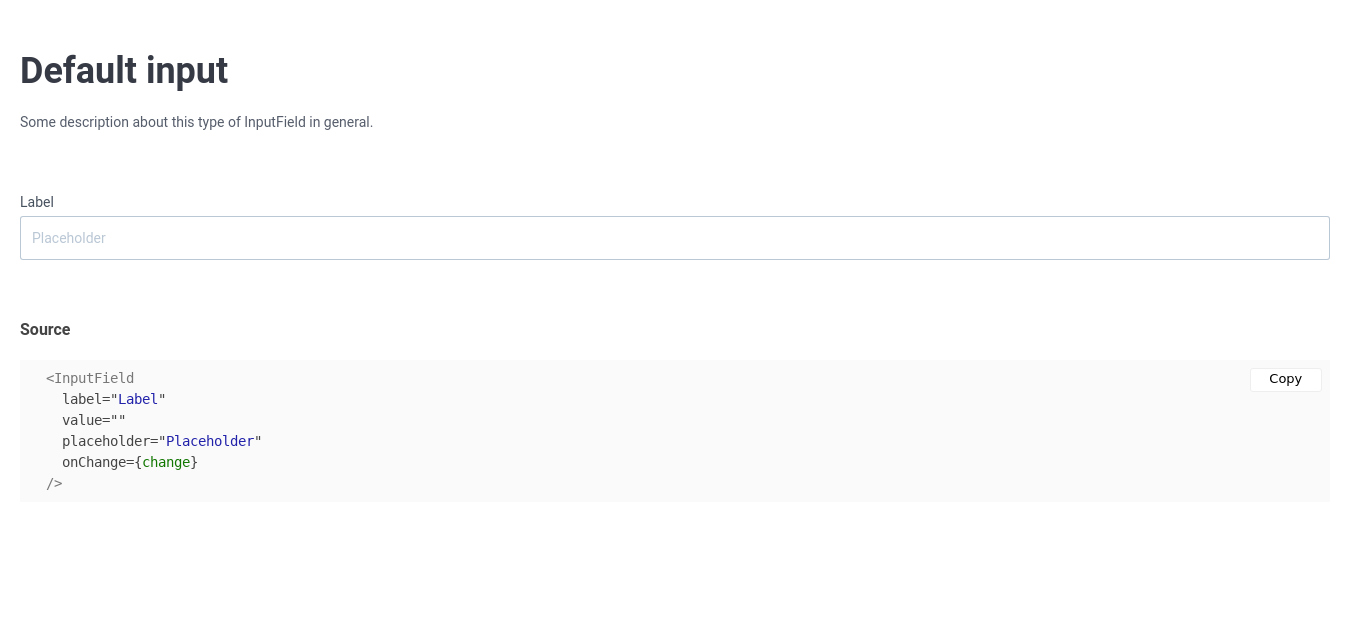 Default input
Some description about this type of InputField in general.
Label
Placeholder
Source
Copy
<InputField
  label="Label"
  value=""
  placeholder="Placeholder"
  onChange={change}
/>